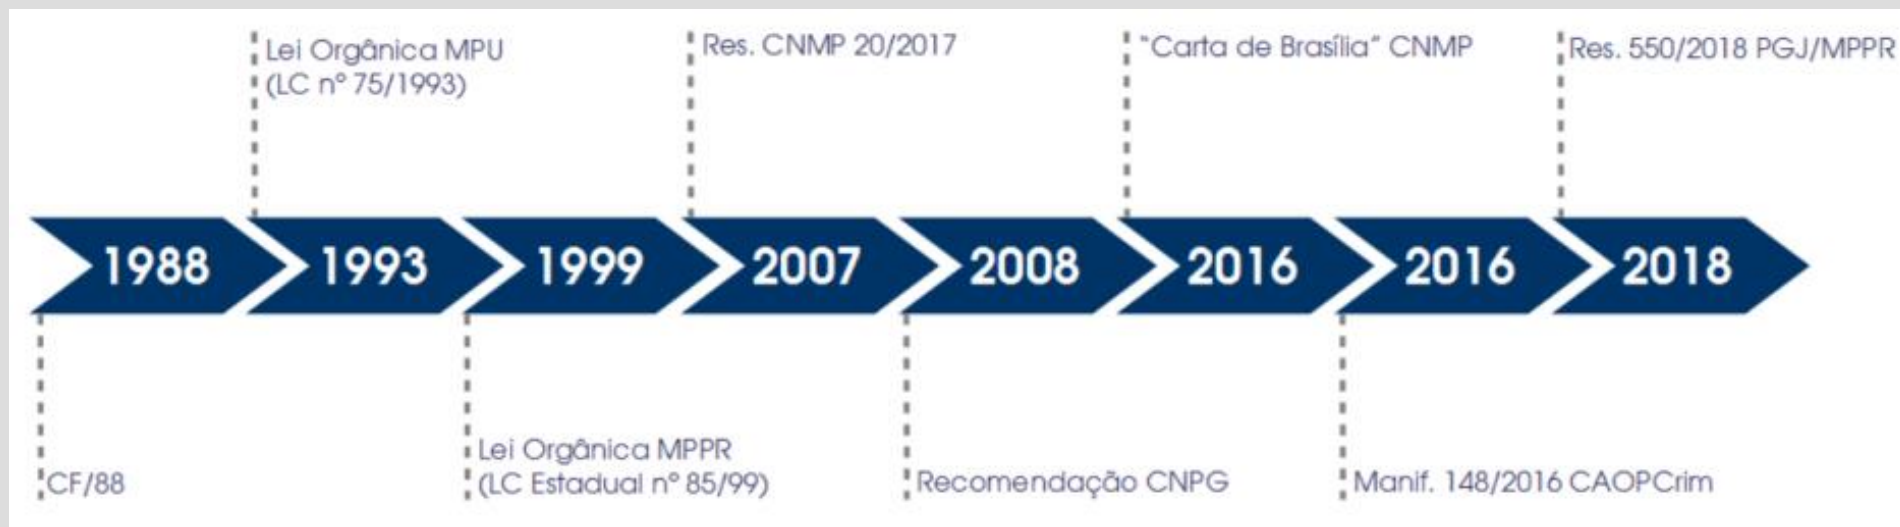 Lei Orgânica MPU
(LC nº 75/1993)
Res. CNMP 20/2017
"Carta de Brasília" CNMP
Res. 550/2018 PGJ/MPPR
1988
1993
1999
2007
2008
2016
2016
2018
CF/88
Lei Orgânica MPPR
(LC Estadual nº 85/99)
Recomendação CNPG
Manif. 148/2016 CAOPCrim